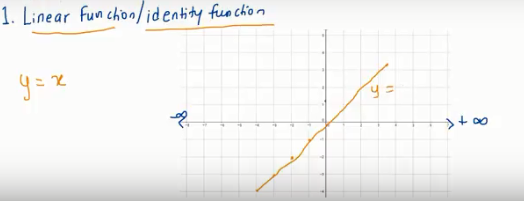 1. Linear function/identity function
y = x
y =
-∞
+ ∞